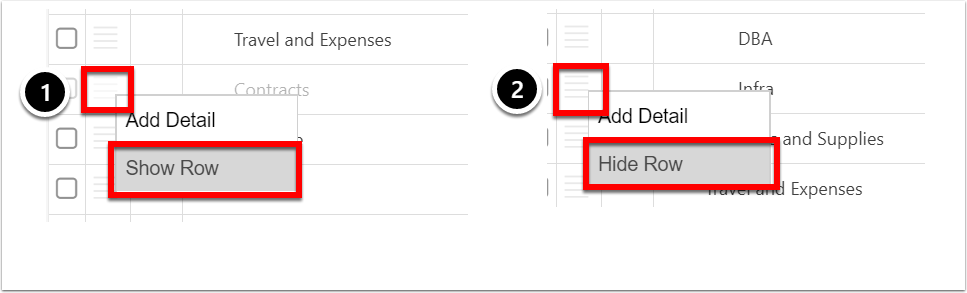 Travel and Expenses
1
Contracts
Add Detail
Show Row
DBA
2
Infra
Add Detail
and Supplies
Hide Row
Travel and Expenses